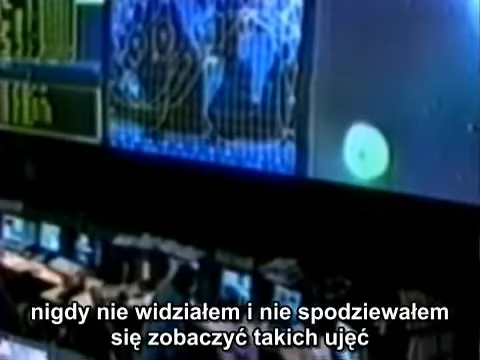 nigdy nie widziałem i nie spodziewałem
się zobaczyć takich ujęć